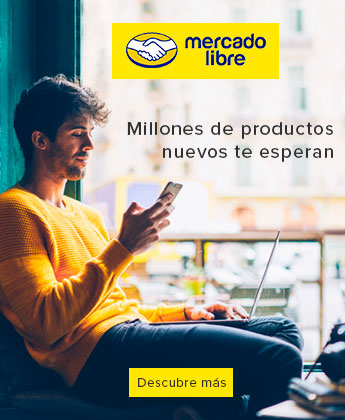 mercado
libre
Millones de productos
nuevos te esperan
Descubre más